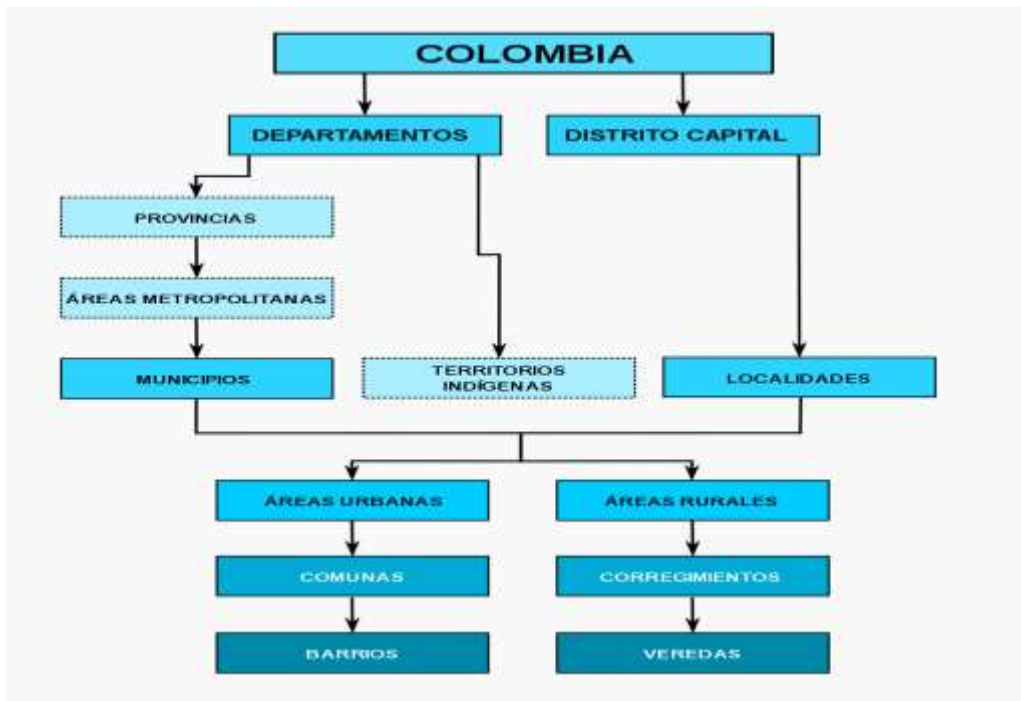 COLOMBIA
DEPARTAMENTOS
DISTRITO CAPITAL
PROVINCIAS
ÁREAS METROPOLITANAS
MUNICIPIOS
TERRITORIOS
INDÍGENAS
LOCALIDADES
ÁREAS URBANAS
ÁREAS RURALES
COMUNAS
CORREGIMIENTOS
BARRIOS
VEREDAS